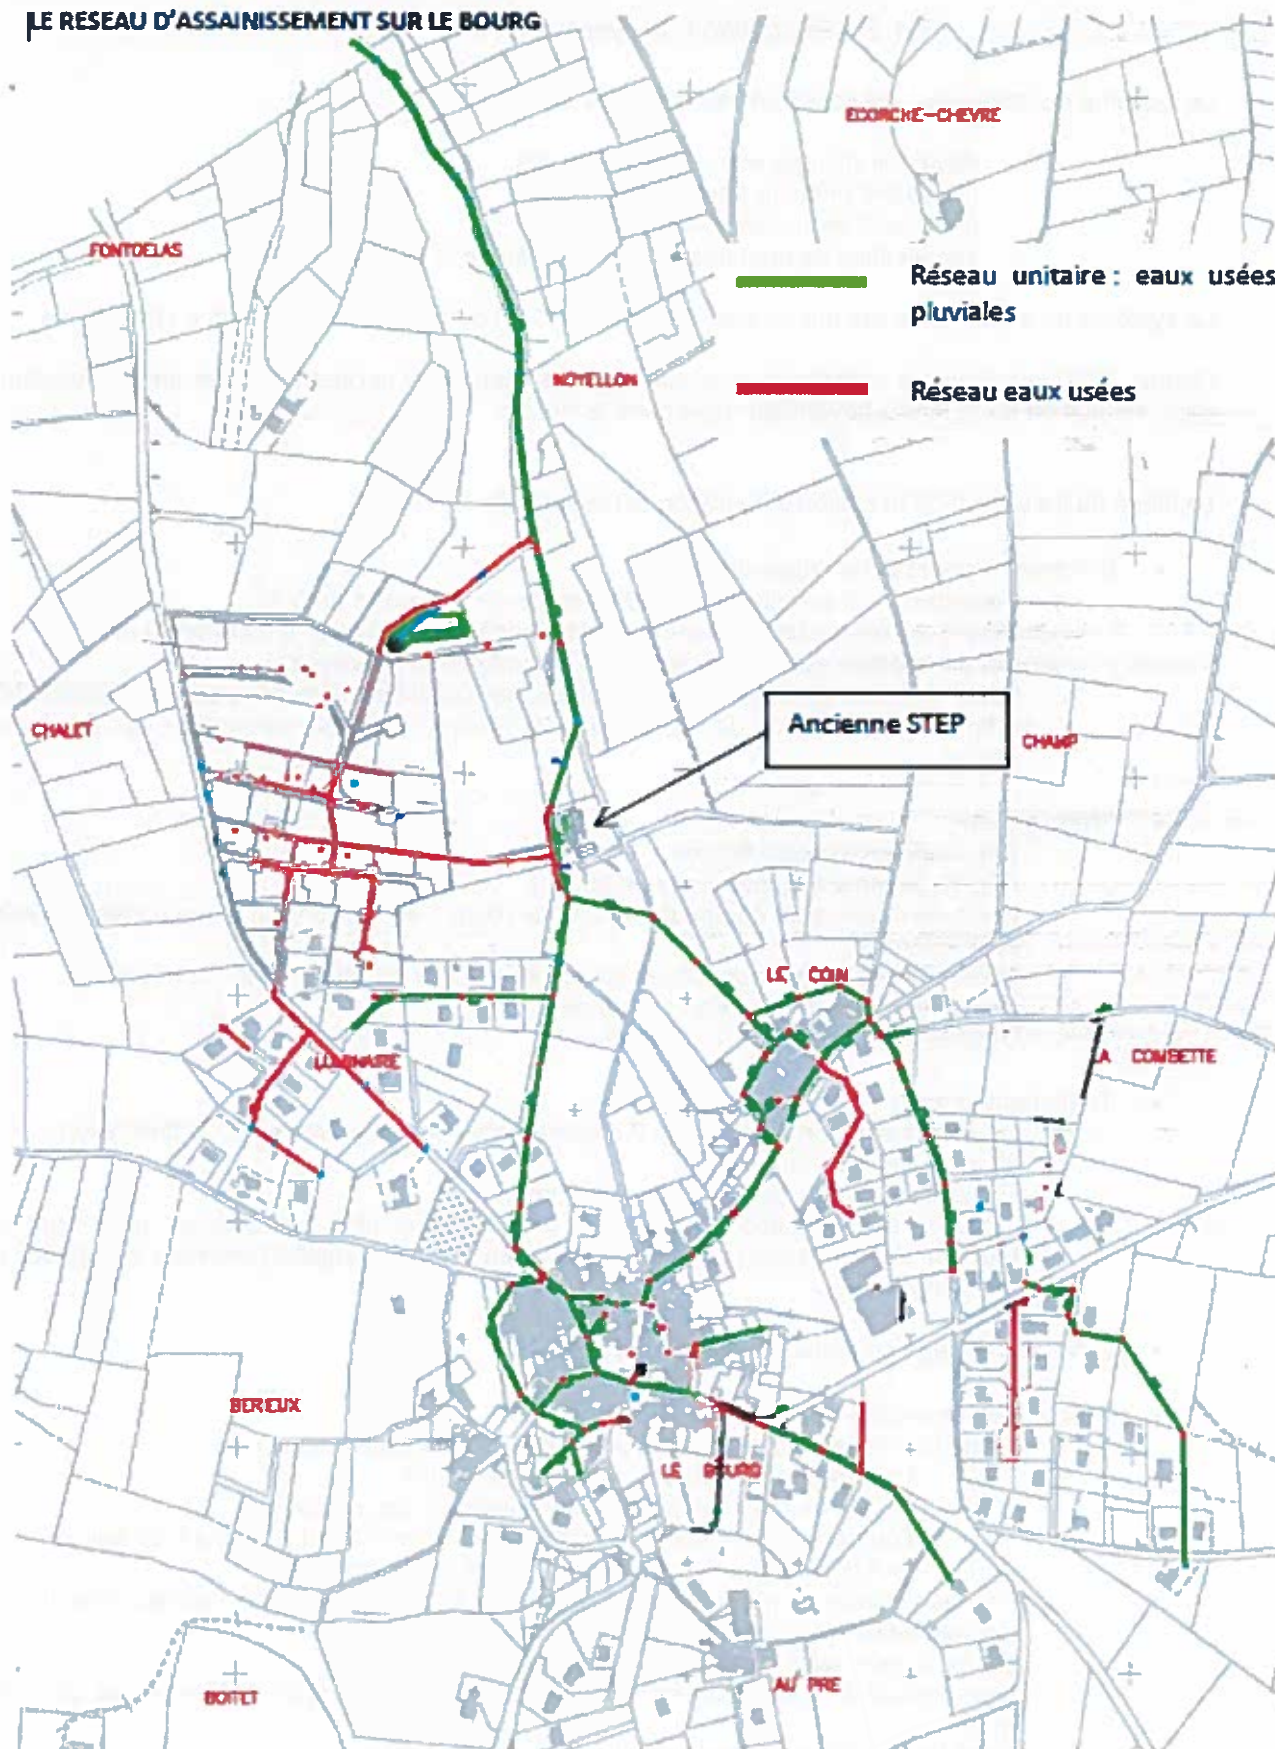 LE RESEAU D'ASSAINISSEMENT SUR LE BOURG
ECORCHE-CHEVRE
FONTDELAS
Réseau unitaire : eaux usées
pluviales
NOYELLON
Réseau eaux usées
CHALET
Ancienne STEP
CHAMP
LE COIN
LUMINAIRE
LA COMBETTE
BEREUX
LE BOURG
AU PRE
BOITET